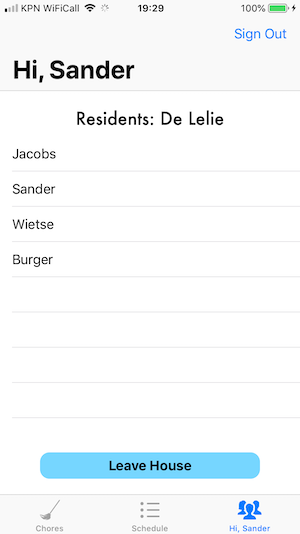 KPN WiFiCall 19:29 100%
Sign Out
Hi, Sander
Residents: De Lelie
Jacobs
Sander
Wietse
Burger
Leave House
Chores Schedule Hi, Sander